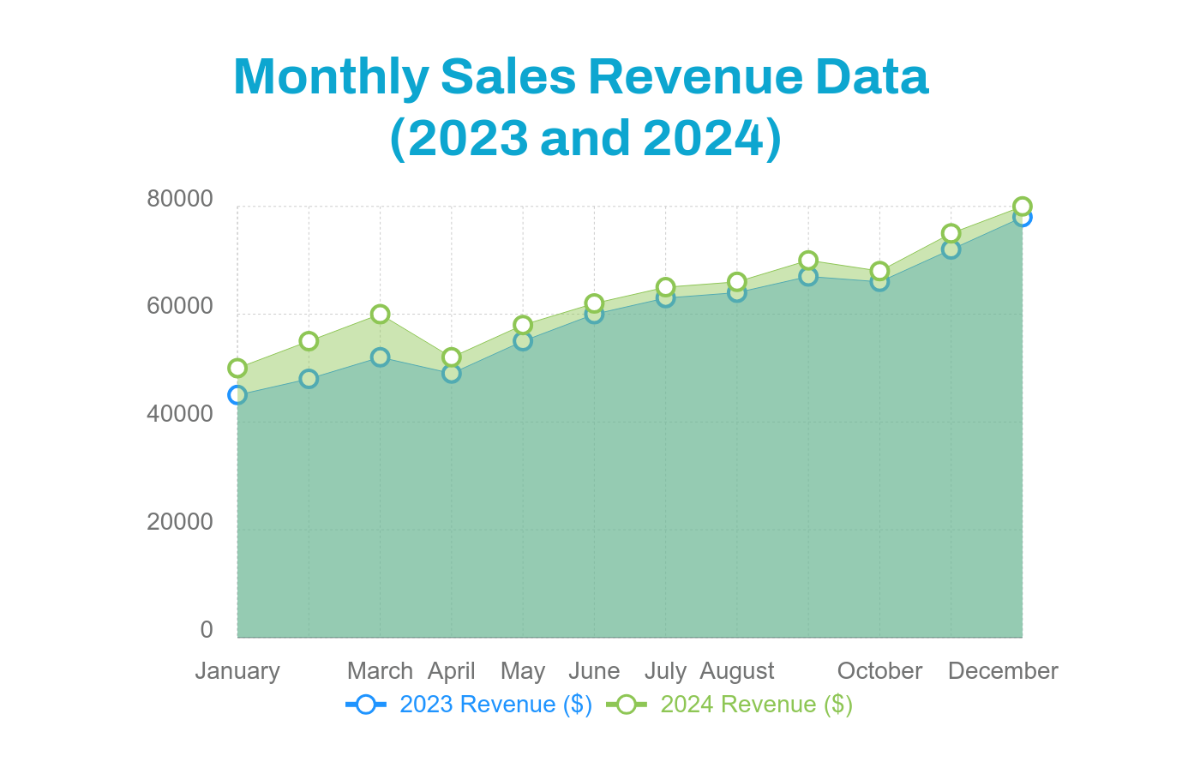 Monthly Sales Revenue Data
(2023 and 2024)
80000
60000
40000
20000
0
January March April May June July August October December
2023 Revenue ($) 2024 Revenue ($)